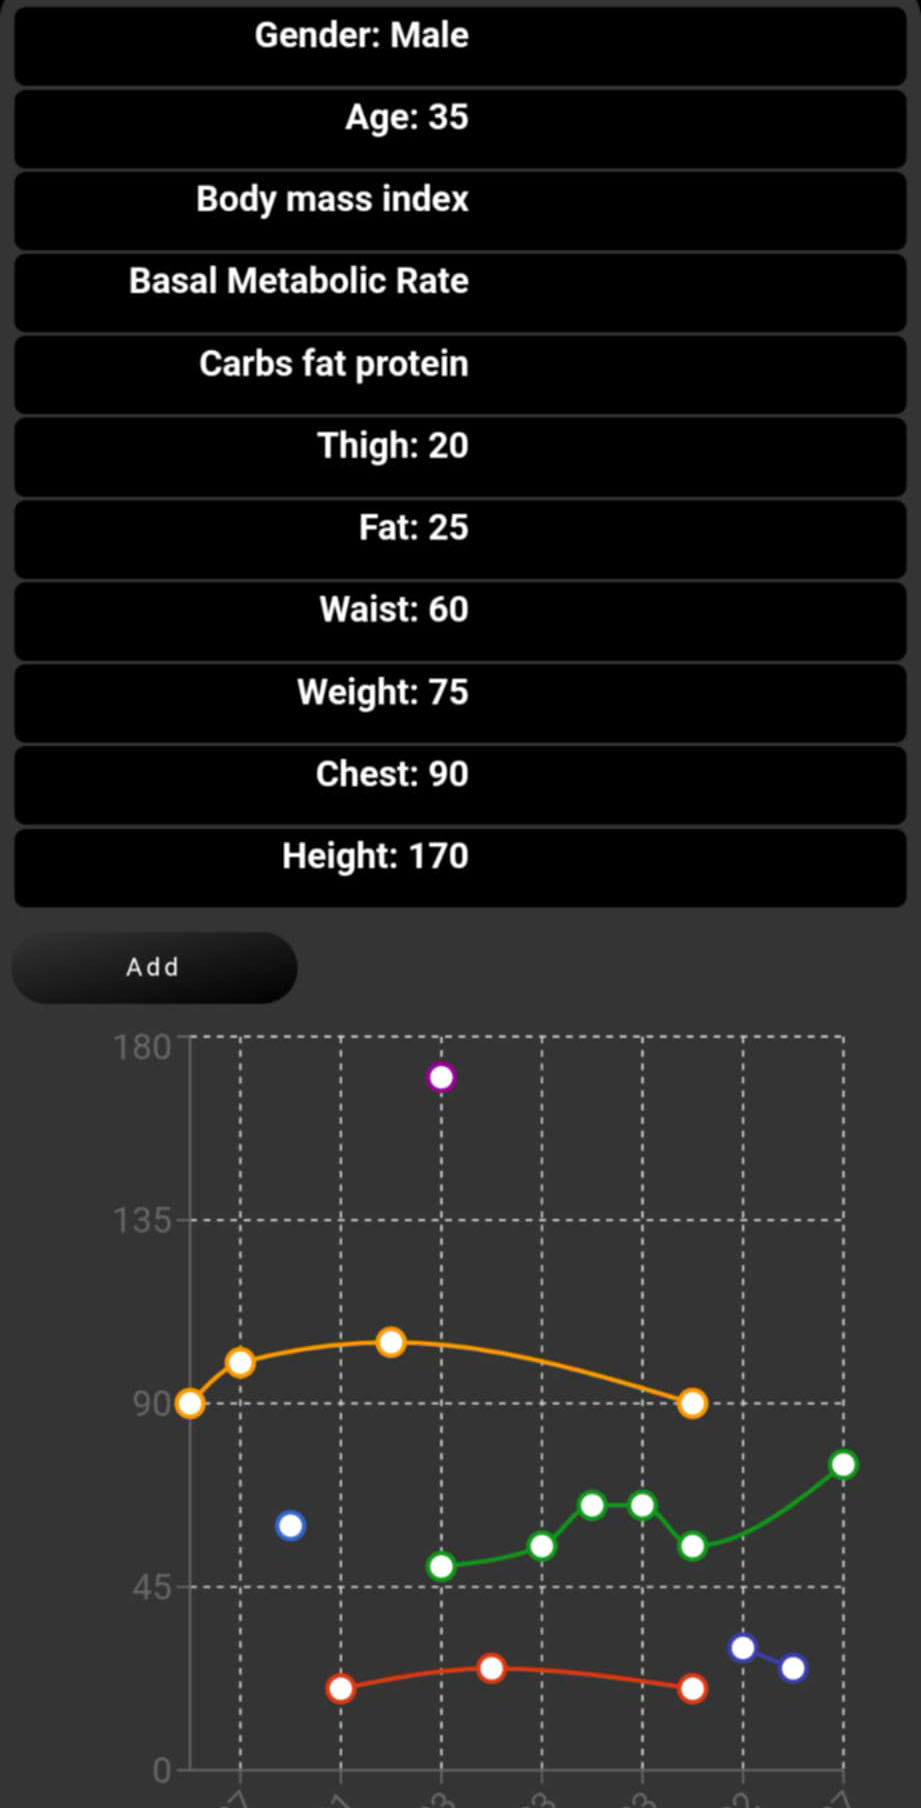 Gender: Male
Age: 35
Body mass index
Basal Metabolic Rate
Carbs fat protein
Thigh: 20
Fat: 25
Waist: 60
Weight: 75
Chest: 90
Height: 170
Add
180
135
90
45
0